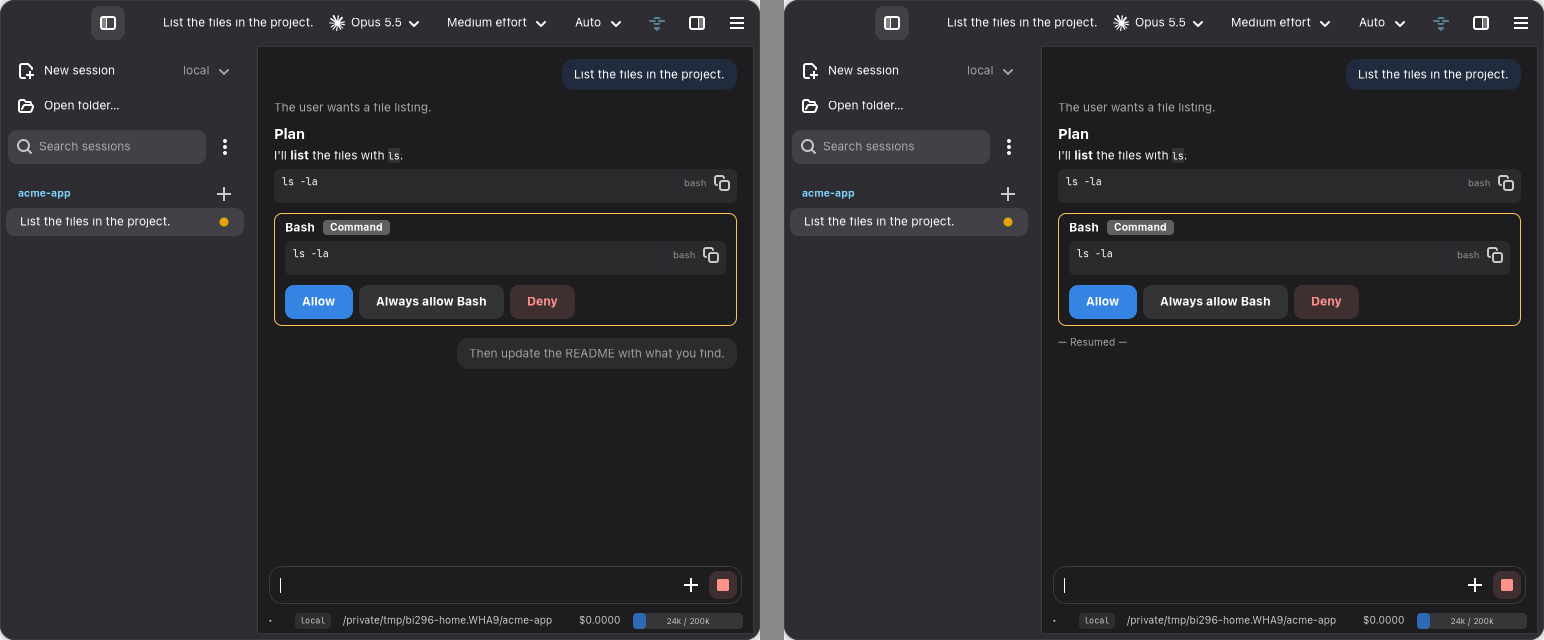 List the files in the project. Opus 5.5 Medium effort Auto
New session local
Open folder...
Search sessions
acme-app
List the files in the project.
List the files in the project.
The user wants a file listing.
Plan
I'll list the files with ls.
ls -la bash
Bash Command
ls -la bash
Allow Always allow Bash Deny
Then update the README with what you find.
Local /private/tmp/bi296-home.WHA9/acme-app $0.0000 24k / 200k
List the files in the project. Opus 5.5 Medium effort Auto
New session local
Open folder...
Search sessions
acme-app
List the files in the project.
List the files in the project.
The user wants a file listing.
Plan
I'll list the files with ls.
ls -la bash
Bash Command
ls -la bash
Allow Always allow Bash Deny
— Resumed —
Local /private/tmp/bi296-home.WHA9/acme-app $0.0000 24k / 200k